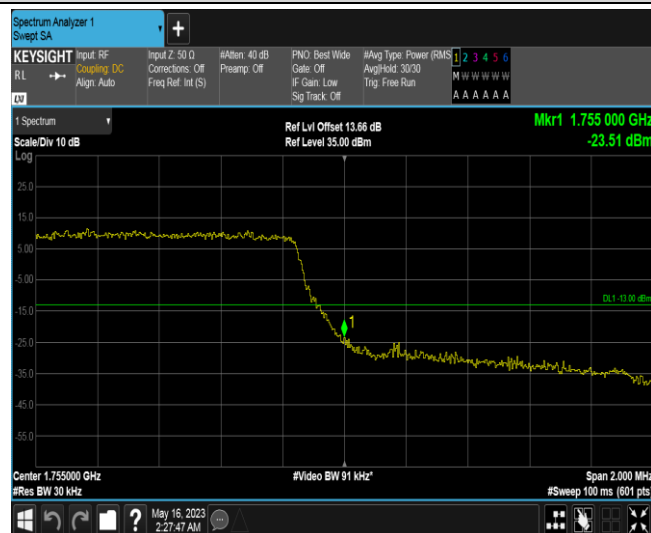 Spectrum Analyzer 1
Swept SA
+
KEYSIGHT
RL
LXI
Input: RF
Coupling: DC
Align: Auto
Input Z: 50 Ω
Corrections: Off
Freq Ref: Int (S)
#Atten: 40 dB
Preamp: Off
PNO: Best Wide
Gate: Off
IF Gain: Low
Sig Track: Off
#Avg Type: Power (RMS
Avg|Hold: 30/30
Trig: Free Run
1 2 3 4 5 6
M W W W W W
A A A A A A
1 Spectrum
Scale/Div 10 dB
Log
Ref Lvl Offset 13.66 dB
Ref Level 35.00 dBm
Mkr1 1.755 000 GHz
-23.51 dBm
25.0
15.0
5.00
-5.00
-15.0
-25.0
-35.0
-45.0
-55.0
DL1 -13.00 dBm
1
Center 1.755000 GHz
#Video BW 91 kHz*
Span 2.000 MHz
#Res BW 30 kHz
#Sweep 100 ms (601 pts)
?
May 16, 2023
2:27:47 AM